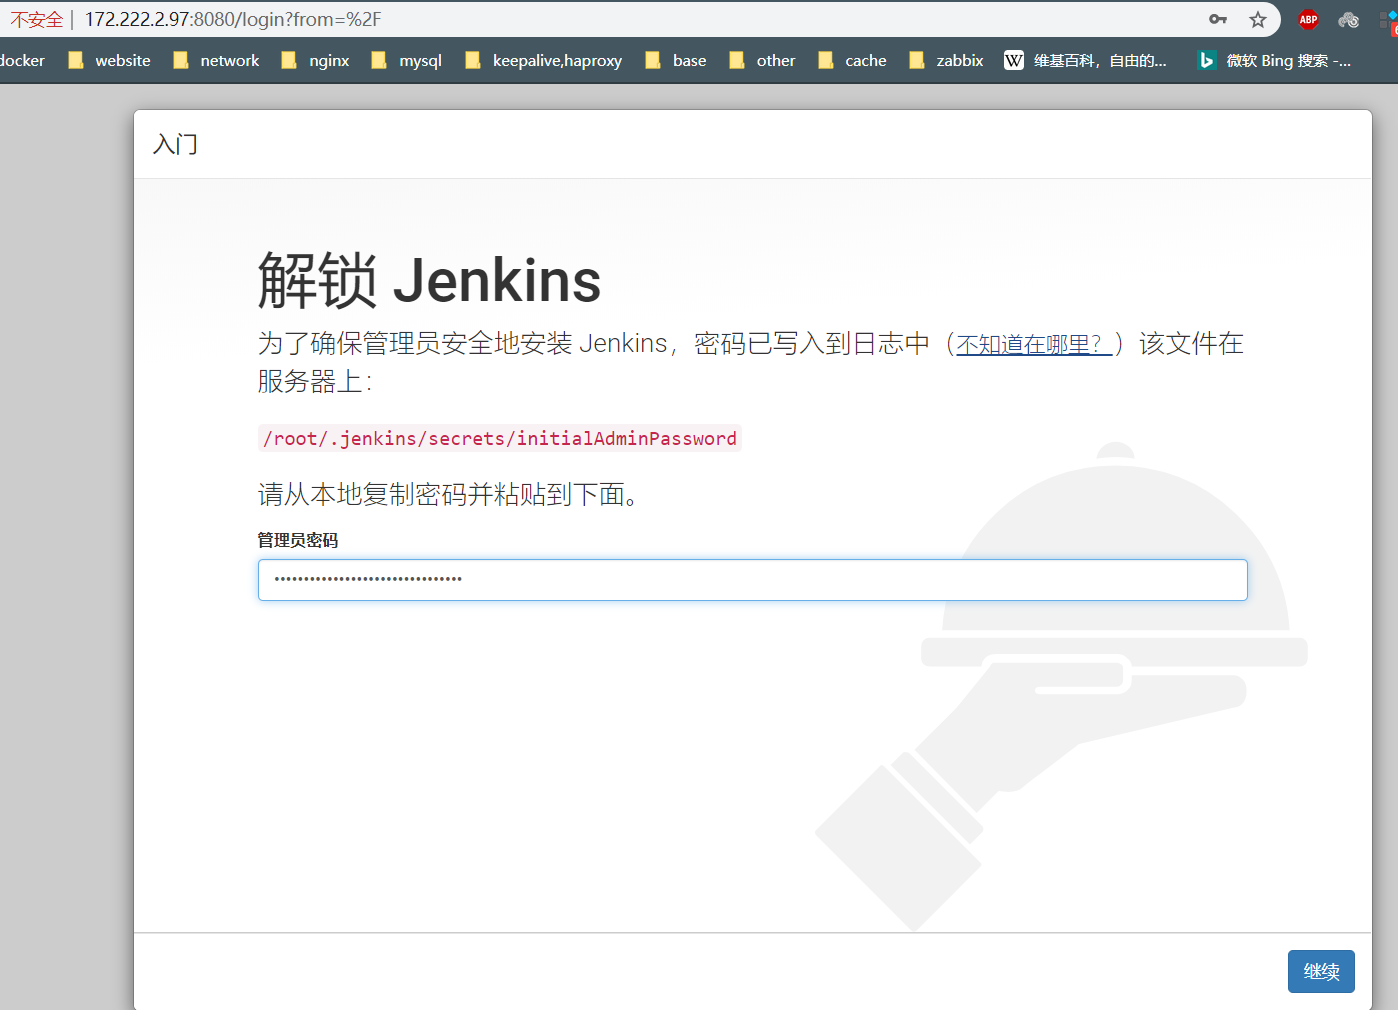 不安全 | 172.222.2.97:8080/login?from=%2F
ABP
docker website network nginx mysql keepalive,haproxy base other cache zabbix W 维基百科，自由的... 微软 Bing 搜索 -...
入门
解锁 Jenkins
为了确保管理员安全地安装 Jenkins，密码已写入到日志中（不知道在哪里？）该文件在
服务器上：
/root/.jenkins/secrets/initialAdminPassword
请从本地复制密码并粘贴到下面。
管理员密码
继续